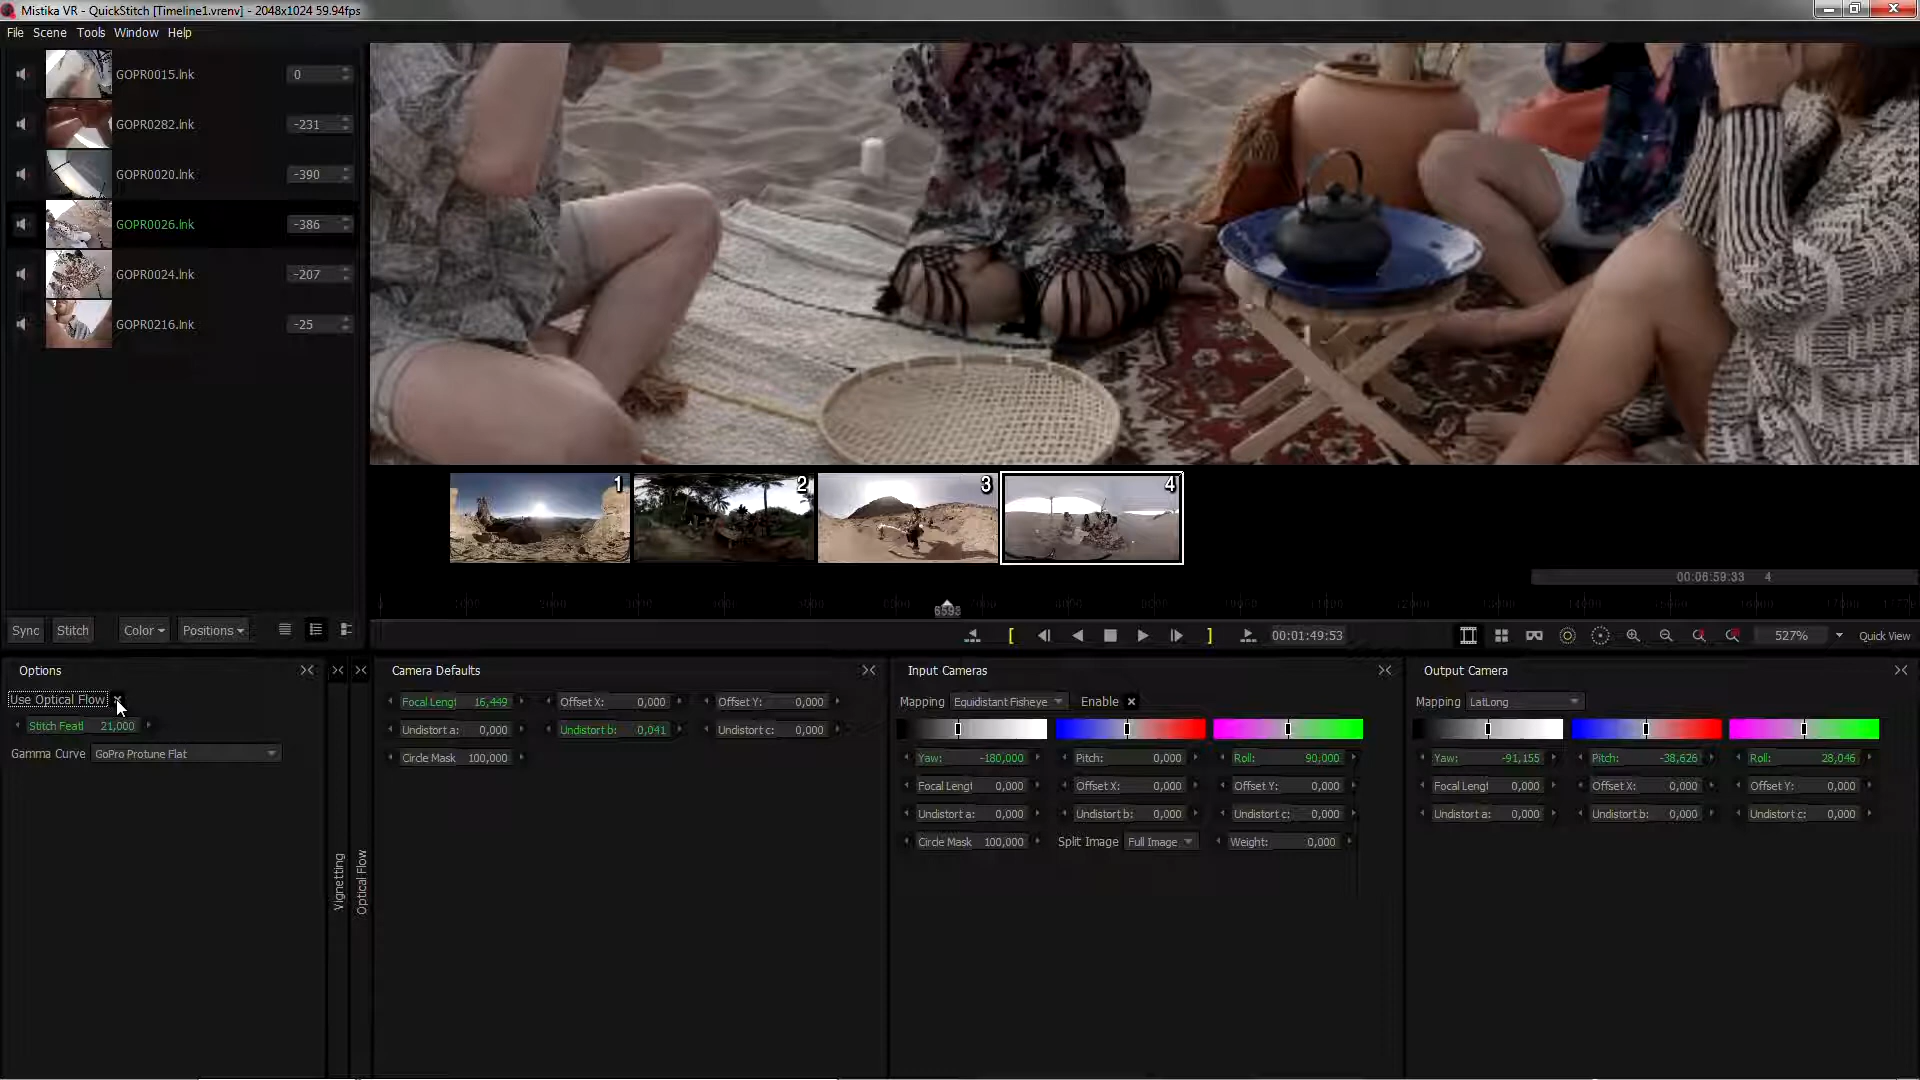 Mistika VR - QuickStitch [Timeline1.vrenv] - 2048x1024 59.94fps
File Scene Tools Window Help
GOPR0015.lnk 0
GOPR0282.lnk -231
GOPR0020.lnk -390
GOPR0026.lnk -386
GOPR0024.lnk -207
GOPR0216.lnk -25
1 2 3 4
00:06:59:33 4
6593
Sync Stitch Color Positions 00:01:49:53 527% Quick View
Options
Use Optical Flow
Stitch Featl 21,000
Gamma Curve GoPro Protune Flat
Vignetting
Optical Flow
Camera Defaults
Focal Lengt 16,449 Offset X: 0,000 Offset Y: 0,000
Undistort a: 0,000 Undistort b: 0,041 Undistort c: 0,000
Circle Mask 100,000
Input Cameras
Mapping Equidistant Fisheye Enable
Yaw: -180,000 Pitch: 0,000 Roll: 90,000
Focal Lengt 0,000 Offset X: 0,000 Offset Y: 0,000
Undistort a: 0,000 Undistort b: 0,000 Undistort c: 0,000
Circle Mask 100,000 Split Image Full Image Weight: 0,000
Output Camera
Mapping LatLong
Yaw: -91,155 Pitch: -38,626 Roll: 28,046
Focal Lengt 0,000 Offset X: 0,000 Offset Y: 0,000
Undistort a: 0,000 Undistort b: 0,000 Undistort c: 0,000